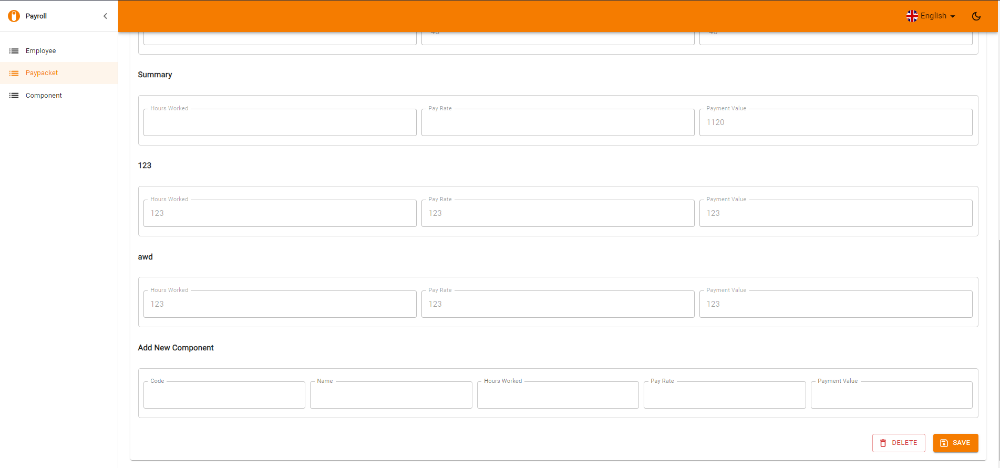 Payroll
English
Employee
Paypacket
Component
Summary
Hours Worked
Pay Rate
Payment Value
1120
123
Hours Worked
Pay Rate
Payment Value
123
123
123
awd
Hours Worked
Pay Rate
Payment Value
123
123
123
Add New Component
Code
Name
Hours Worked
Pay Rate
Payment Value
DELETE
SAVE